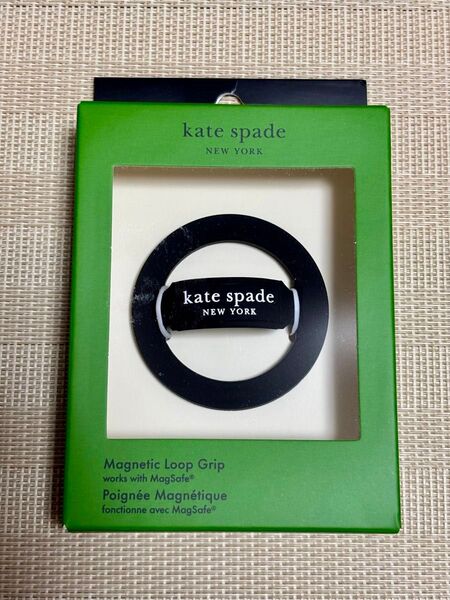 kate spade
NEW YORK
kate spade
NEW YORK
Magnetic Loop Grip
works with MagSafe®
Poignée Magnétique
fonctionne avec MagSafe®